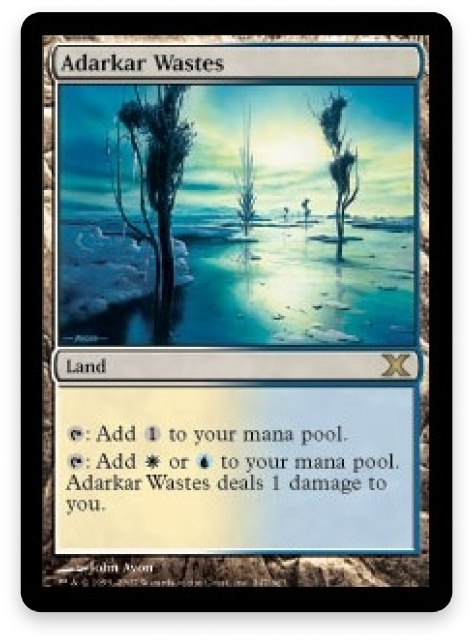 Adarkar Wastes
Land
X
: Add 1 to your mana pool.
: Add or to your mana pool.
Adarkar Wastes deals 1 damage to
you.
John Avon